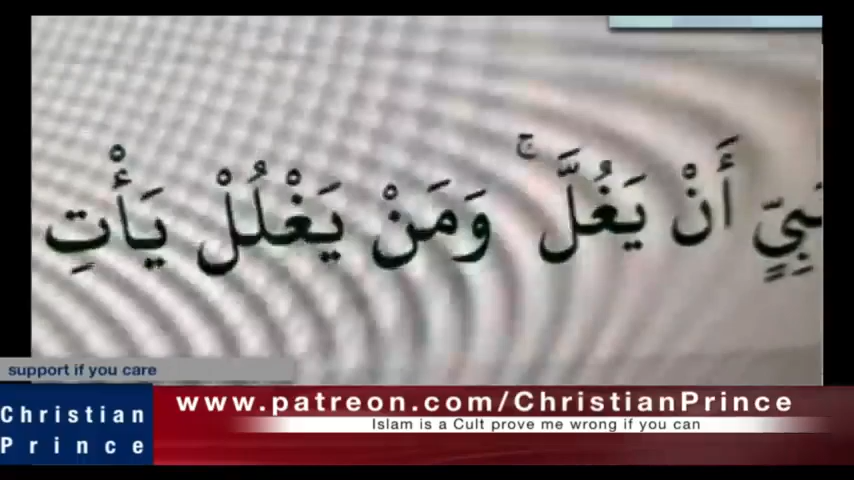 نَبِيٍّ أَنْ يَغُلَّ ۚ وَمَنْ يَغْلُلْ يَأْتِ
support if you care
Christian
Prince
www.patreon.com/ChristianPrince
Islam is a Cult prove me wrong if you can